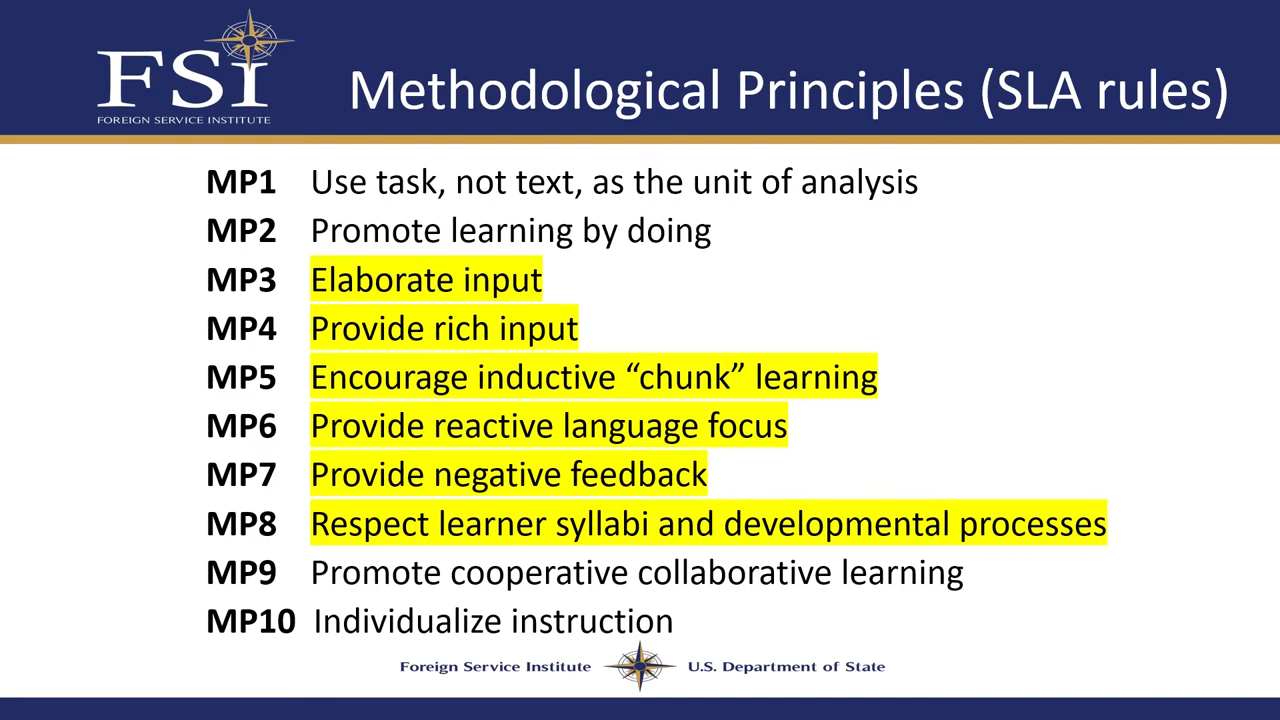 FSI
FOREIGN SERVICE INSTITUTE
Methodological Principles (SLA rules)
MP1 Use task, not text, as the unit of analysis
MP2 Promote learning by doing
MP3 Elaborate input
MP4 Provide rich input
MP5 Encourage inductive “chunk” learning
MP6 Provide reactive language focus
MP7 Provide negative feedback
MP8 Respect learner syllabi and developmental processes
MP9 Promote cooperative collaborative learning
MP10 Individualize instruction
Foreign Service Institute U.S. Department of State